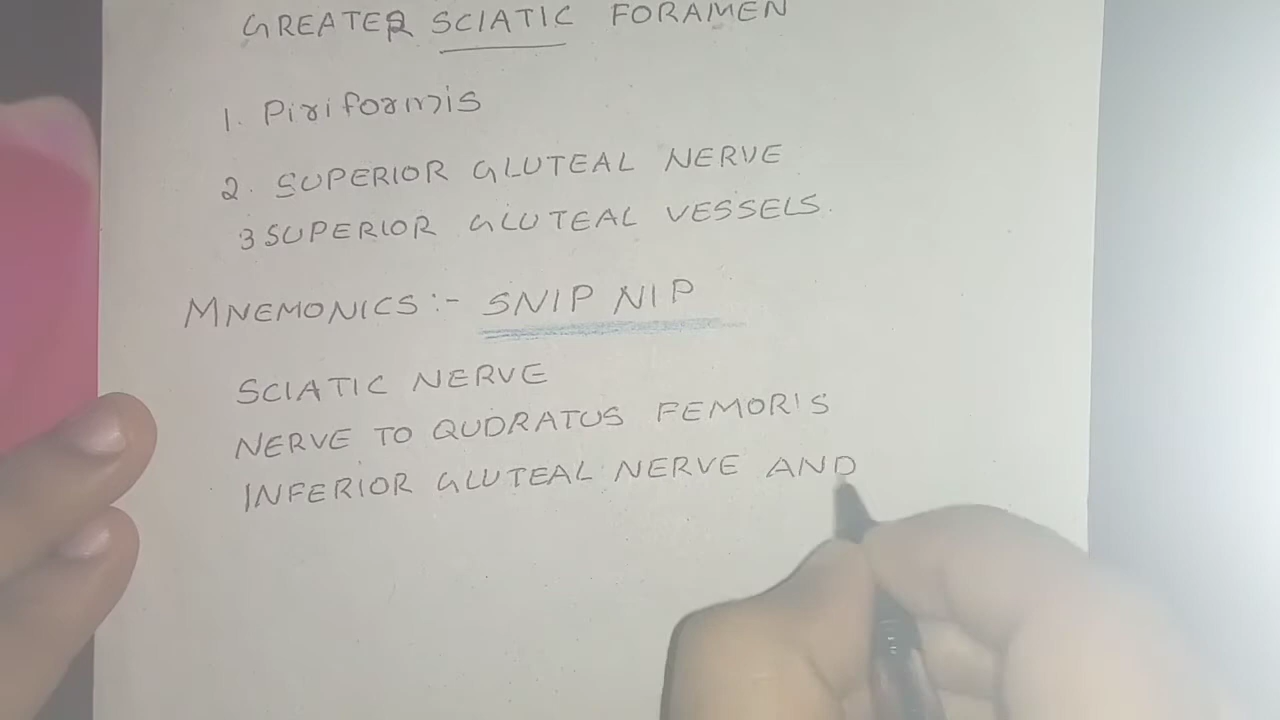 GREATER SCIATIC FORAMEN
1. Piriformis
2. SUPERIOR GLUTEAL NERVE
3 SUPERIOR GLUTEAL VESSELS.
MNEMONICS:- SNIP NIP
SCIATIC NERVE
NERVE TO QUDRATUS FEMORIS
INFERIOR GLUTEAL NERVE AND